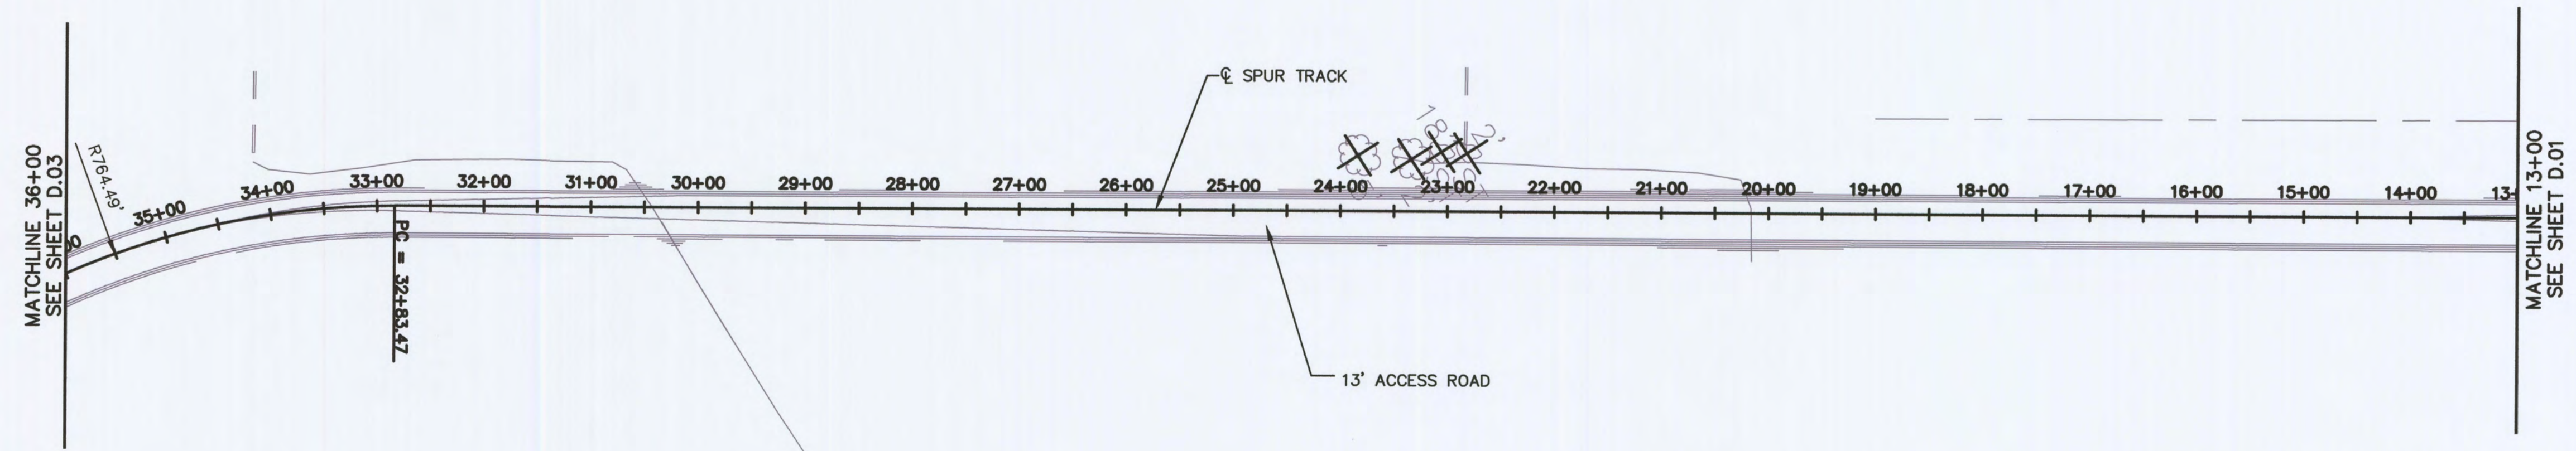 MATCHLINE 36+00
SEE SHEET D.03
R764.49'
35+00
34+00
33+00
32+00
31+00
30+00
29+00
28+00
27+00
26+00
25+00
24+00
23+00
22+00
21+00
20+00
19+00
18+00
17+00
16+00
15+00
14+00
13+
PC = 32+83.47
℄ SPUR TRACK
13' ACCESS ROAD
MATCHLINE 13+00
SEE SHEET D.01